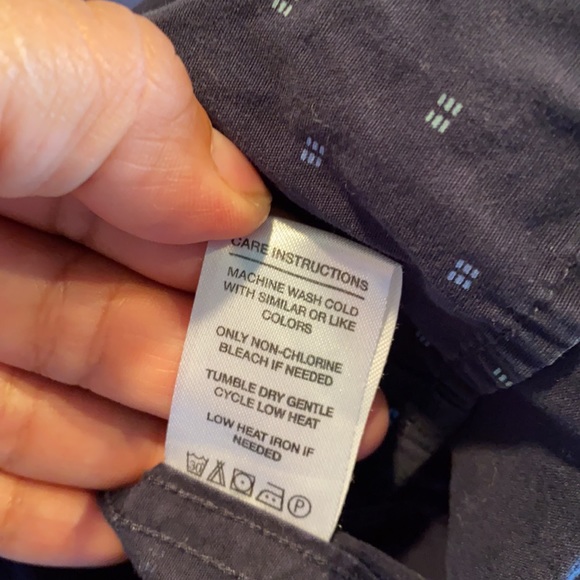 CARE INSTRUCTIONS
MACHINE WASH COLD
WITH SIMILAR OR LIKE
COLORS
ONLY NON-CHLORINE
BLEACH IF NEEDED
TUMBLE DRY GENTLE
CYCLE LOW HEAT
LOW HEAT IRON IF
NEEDED
30 P